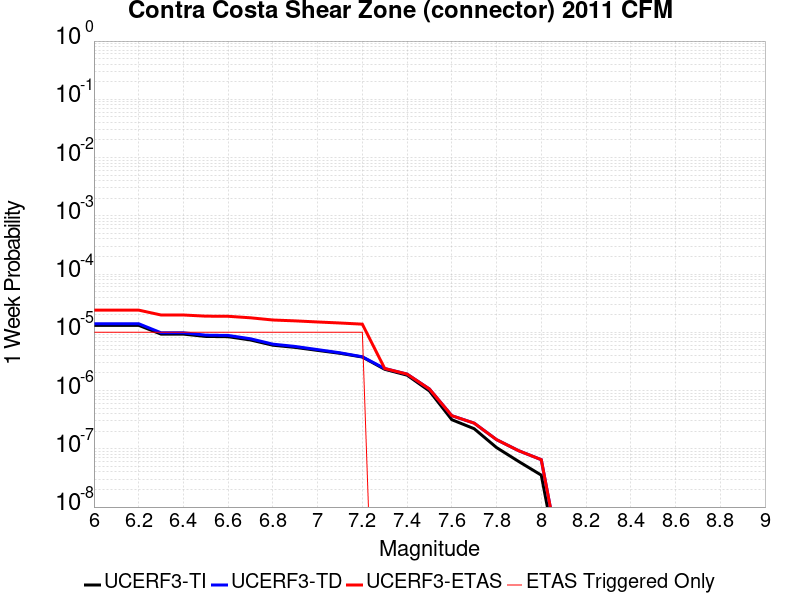 Contra Costa Shear Zone (connector) 2011 CFM
1 Week Probability
10^0
10^-1
10^-2
10^-3
10^-4
10^-5
10^-6
10^-7
10^-8
6 6.2 6.4 6.6 6.8 7 7.2 7.4 7.6 7.8 8 8.2 8.4 8.6 8.8 9
Magnitude
UCERF3-TI UCERF3-TD UCERF3-ETAS ETAS Triggered Only